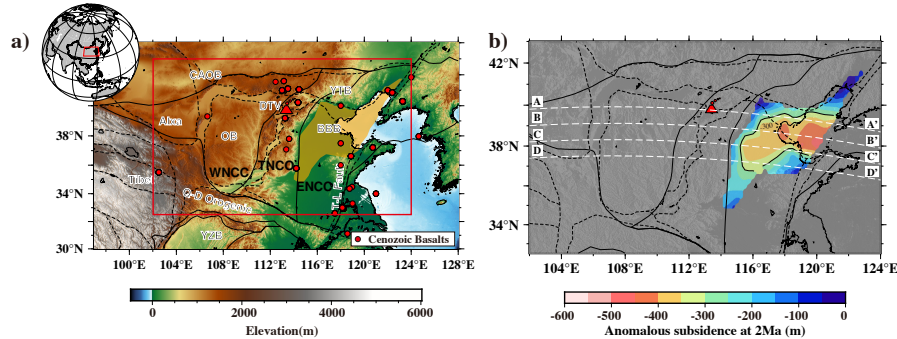 a)
CAOB
YTB
DTV
Alxa
OB
BBB
WNCC
TNCO
Tibet
Q-D Orogenic
ENCC
T-L Fault
YZB
Cenozoic Basalts
42°N
38°N
34°N
30°N
100°E 104°E 108°E 112°E 116°E 120°E 124°E 128°E
0 2000 4000 6000
Elevation(m)
b)
42°N
38°N
34°N
A
B
C
D
A'
B'
C'
D'
104°E 108°E 112°E 116°E 120°E 124°E
-600 -500 -400 -300 -200 -100 0
Anomalous subsidence at 2Ma (m)